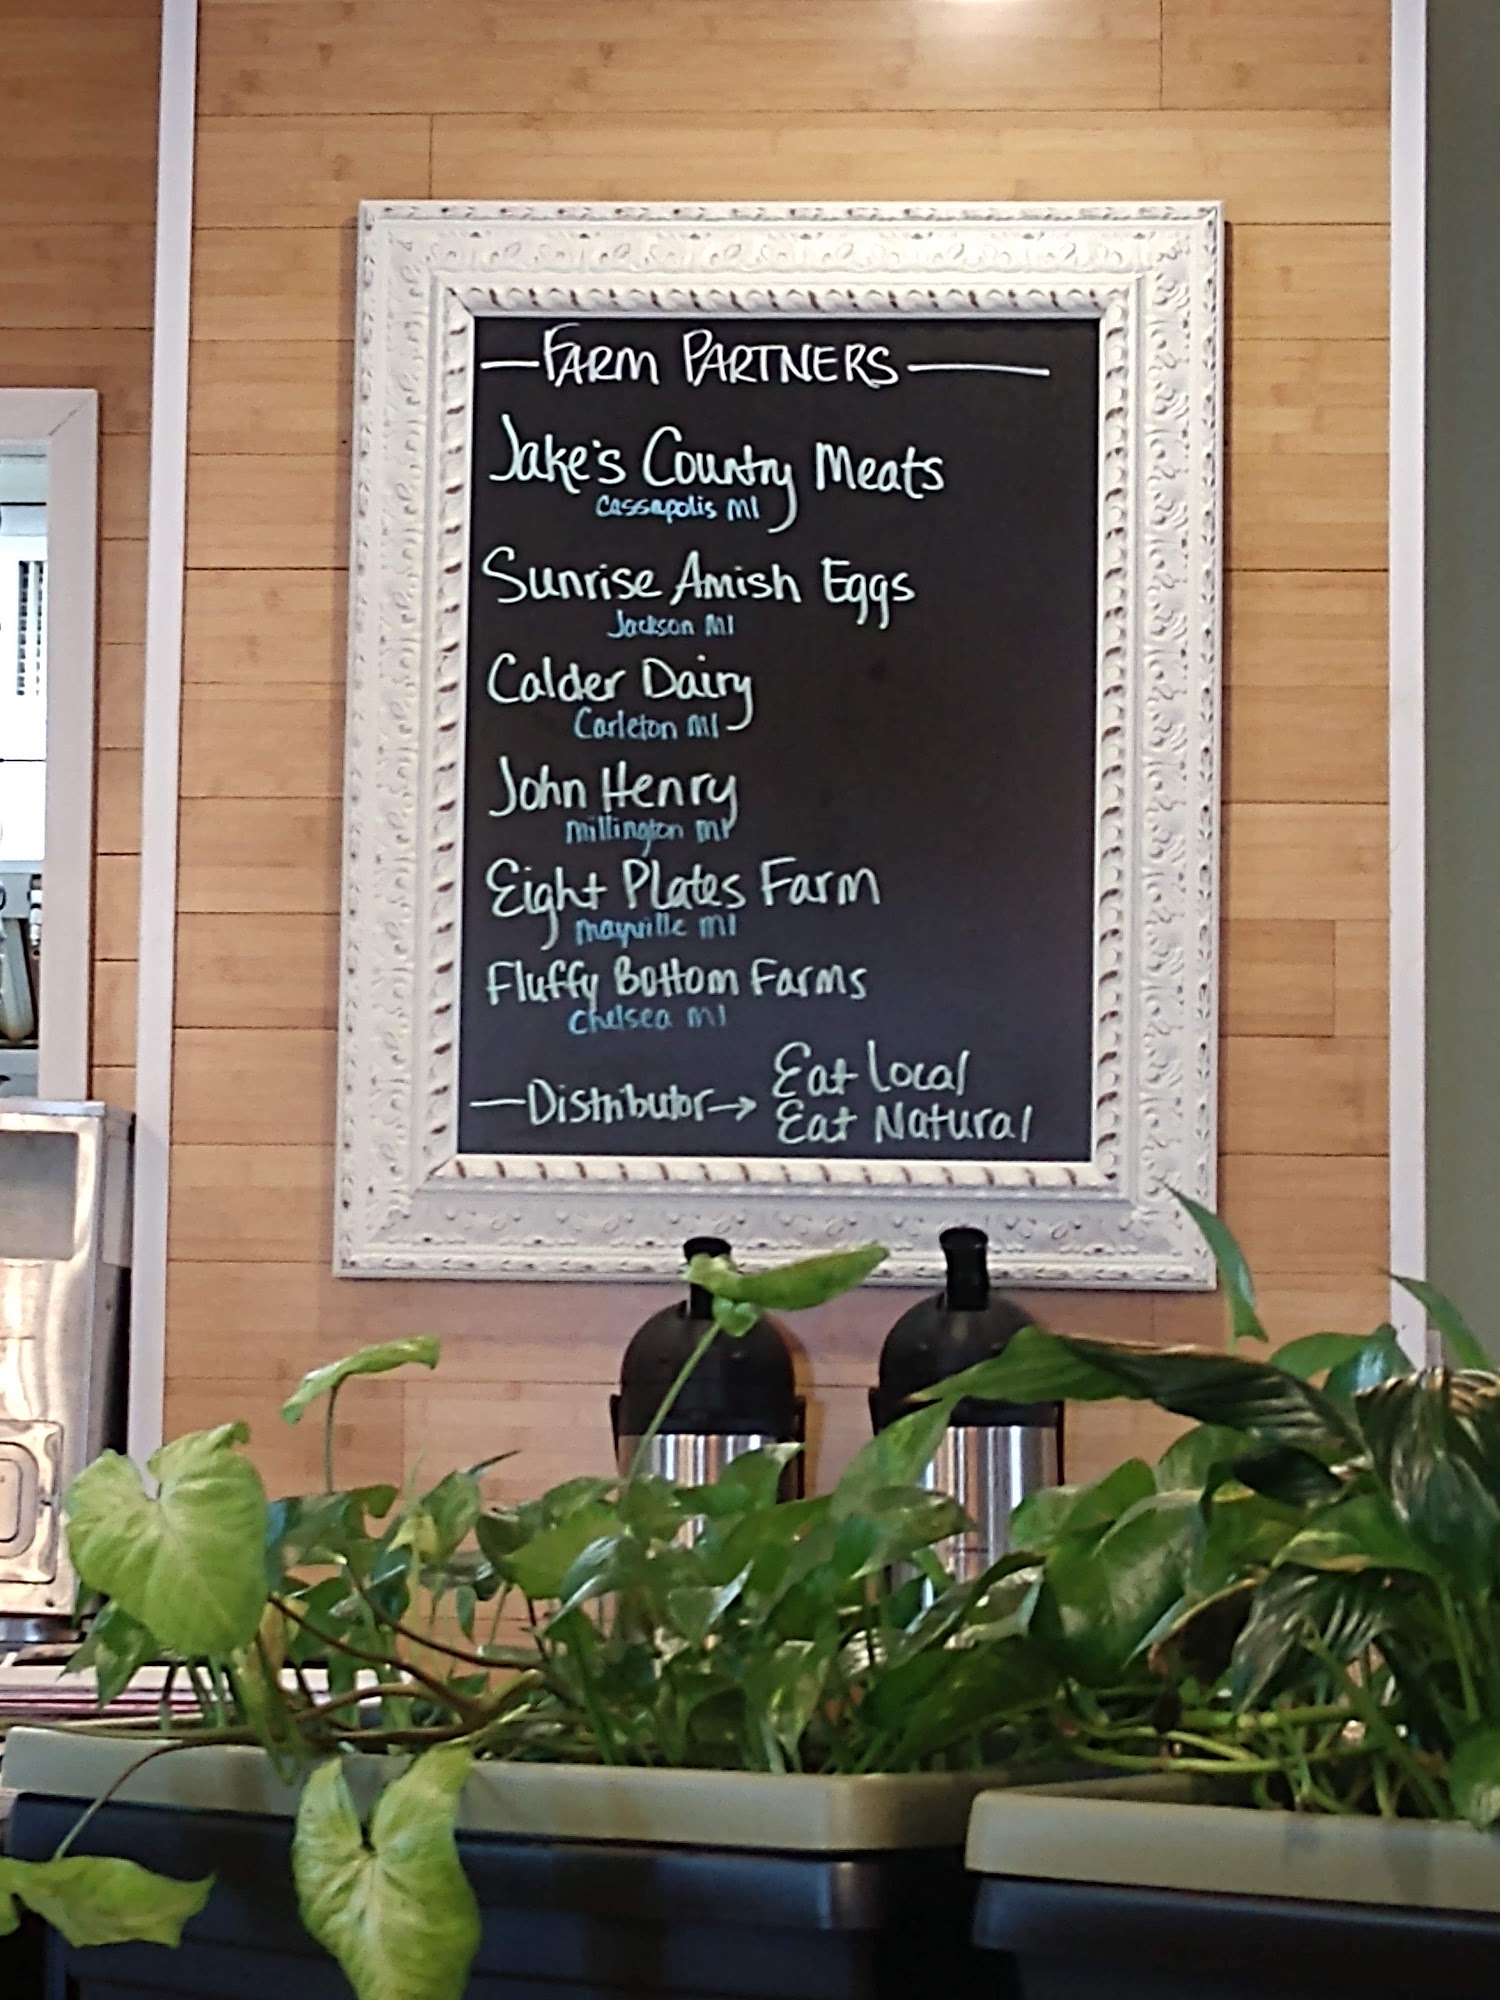 —FARM PARTNERS—
Jake's Country Meats
Cassapolis MI
Sunrise Amish Eggs
Jackson MI
Calder Dairy
Carleton MI
John Henry
Millington MI
Eight Plates Farm
Mayville MI
Fluffy Bottom Farms
Chelsea MI
—Distributor→ Eat Local
Eat Natural